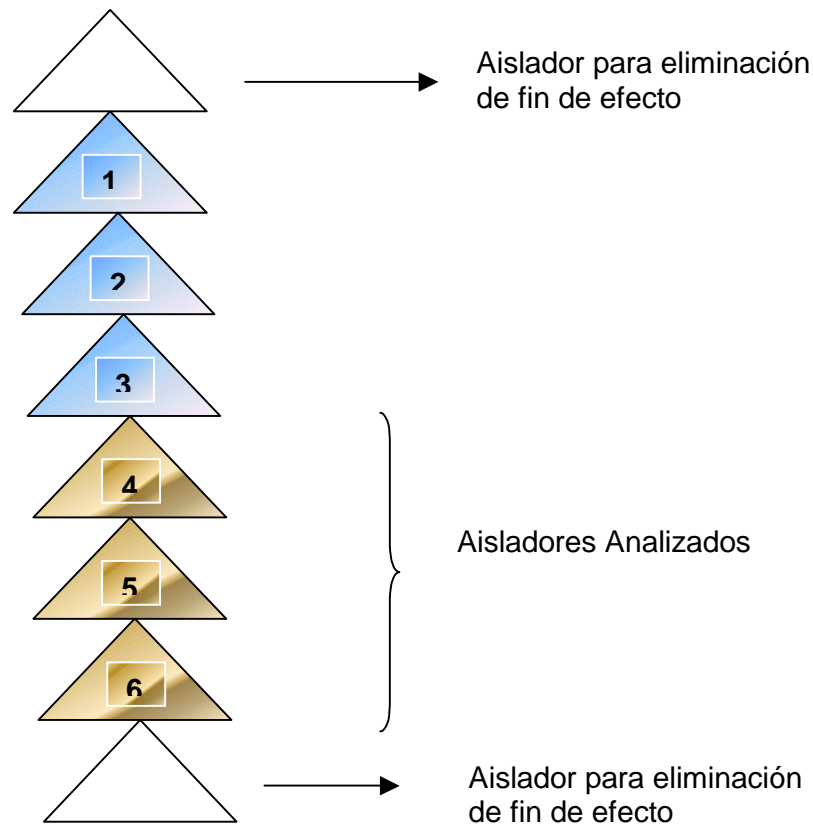 Aislador para eliminación
de fin de efecto
1
2
3
4
5
6
Aisladores Analizados
Aislador para eliminación
de fin de efecto